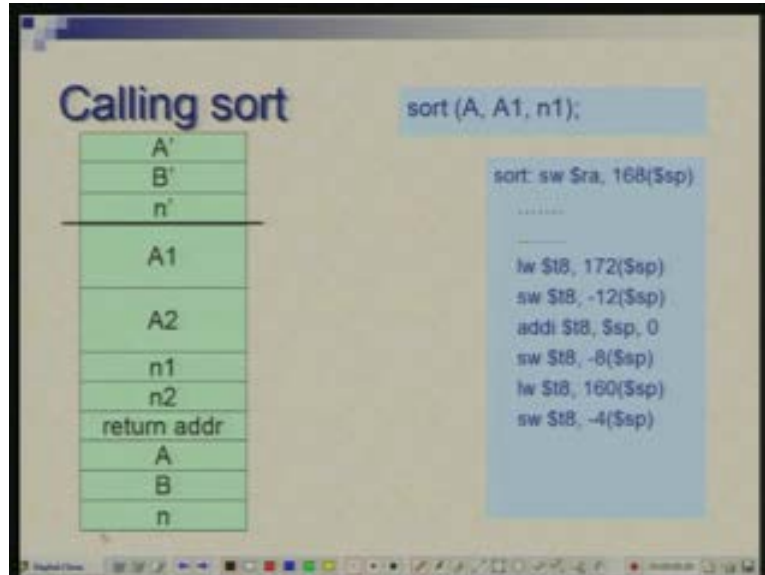 Calling sort
sort (A, A1, n1);
A'
B'
n'
A1
A2
n1
n2
return addr
A
B
n
sort: sw $ra, 168($sp)
.......
.......
lw $t8, 172($sp)
sw $t8, -12($sp)
addi $t8, $sp, 0
sw $t8, -8($sp)
lw $t8, 160($sp)
sw $t8, -4($sp)